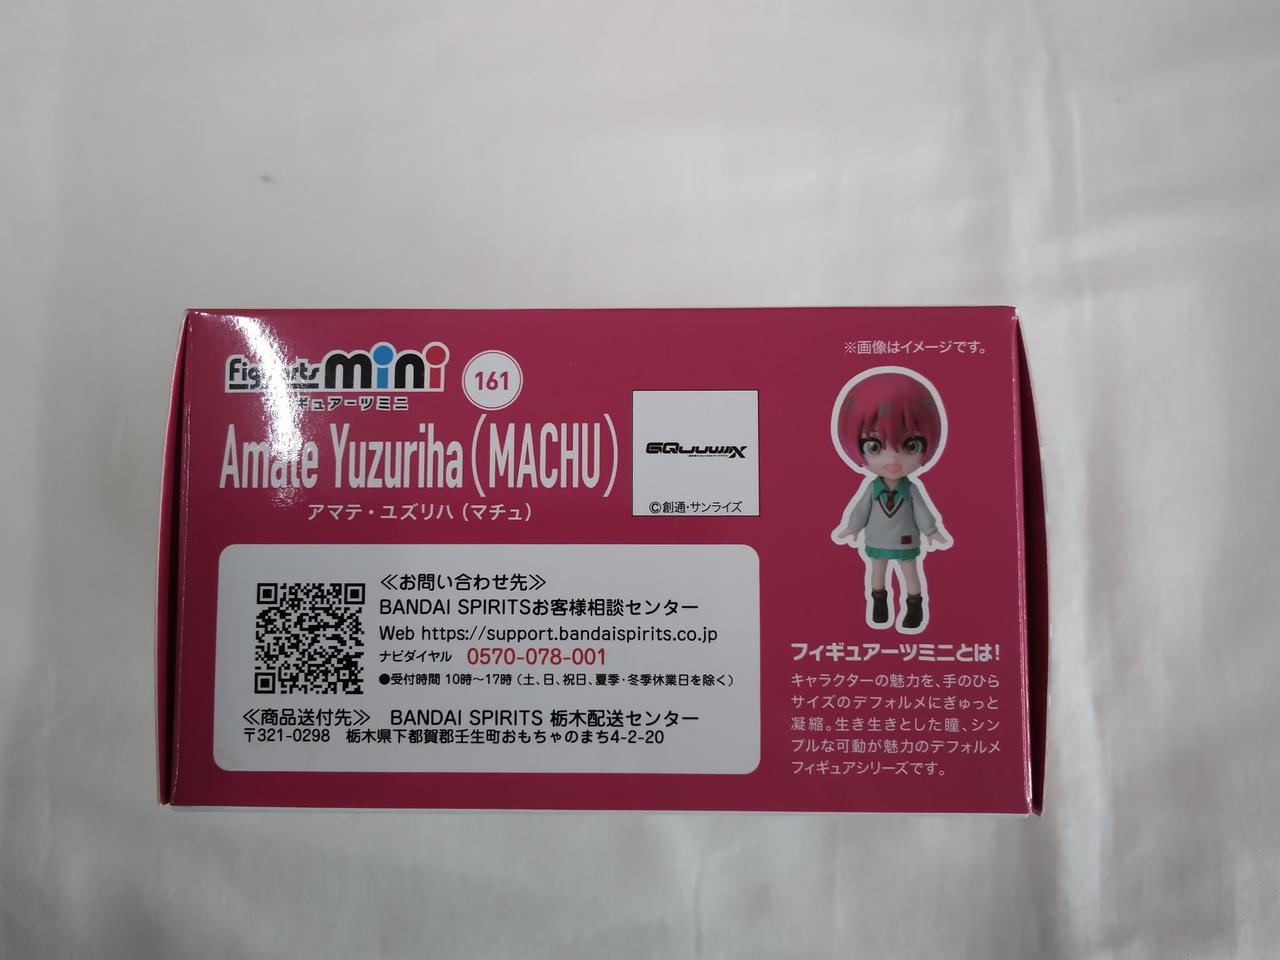 Figuarts mini
フィギュアーツミニ
161
Amate Yuzuriha (MACHU)
アマテ・ユズリハ (マチュ)
GQuuuuuuX
©創通・サンライズ
※画像はイメージです。
≪お問い合わせ先≫
BANDAI SPIRITSお客様相談センター
Web https://support.bandaispirits.co.jp
ナビダイヤル 0570-078-001
●受付時間 10時～17時 (土、日、祝日、夏季・冬季休業日を除く)
≪商品送付先≫ BANDAI SPIRITS 栃木配送センター
〒321-0298 栃木県下都賀郡壬生町おもちゃのまち4-2-20
フィギュアーツミニとは!
キャラクターの魅力を、手のひら
サイズのデフォルメにぎゅっと
凝縮。生き生きとした瞳、シン
プルな可動が魅力のデフォルメ
フィギュアシリーズです。